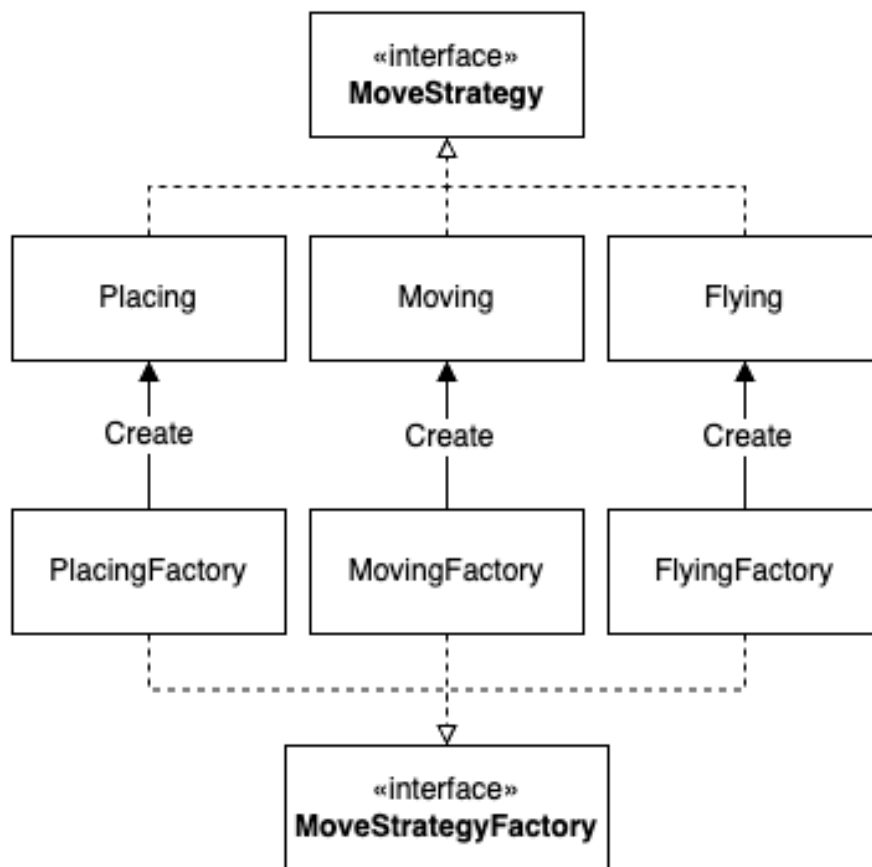 «interface»
MoveStrategy
Placing
Moving
Flying
Create
Create
Create
PlacingFactory
MovingFactory
FlyingFactory
«interface»
MoveStrategyFactory